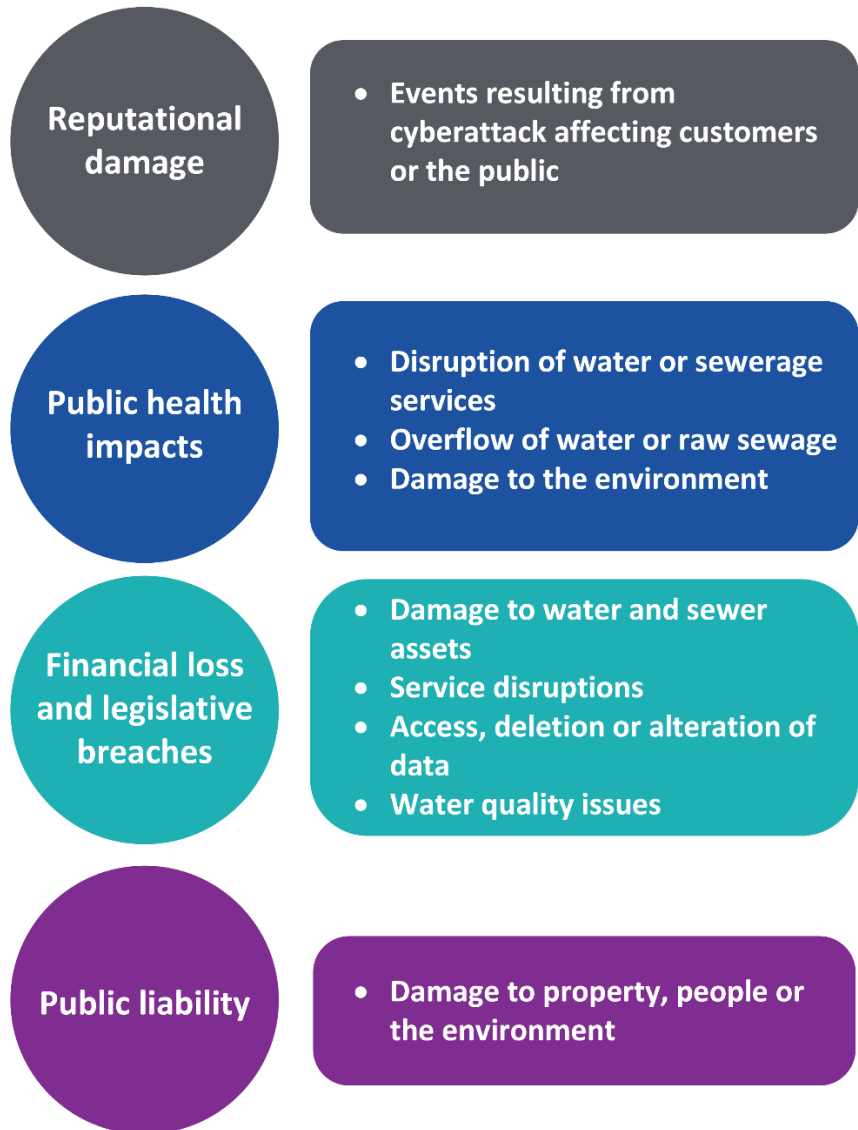 Reputational
damage
• Events resulting from
cyberattack affecting customers
or the public
Public health
impacts
• Disruption of water or sewerage
services
• Overflow of water or raw sewage
• Damage to the environment
Financial loss
and legislative
breaches
• Damage to water and sewer
assets
• Service disruptions
• Access, deletion or alteration of
data
• Water quality issues
Public liability
• Damage to property, people or
the environment